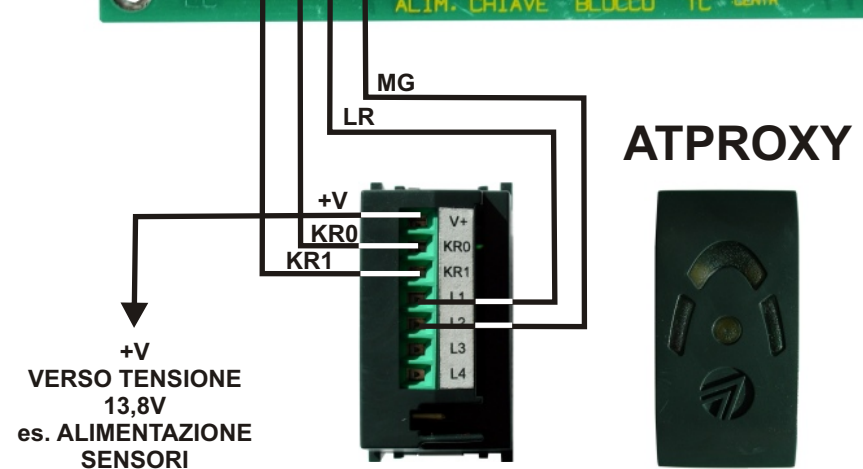 ALIM. CHIAVE BLOCCO TC
MG
LR
ATPROXY
+V
KR0
KR1
V+
KR0
KR1
L1
L2
L3
L4
+V
VERSO TENSIONE
13,8V
es. ALIMENTAZIONE
SENSORI